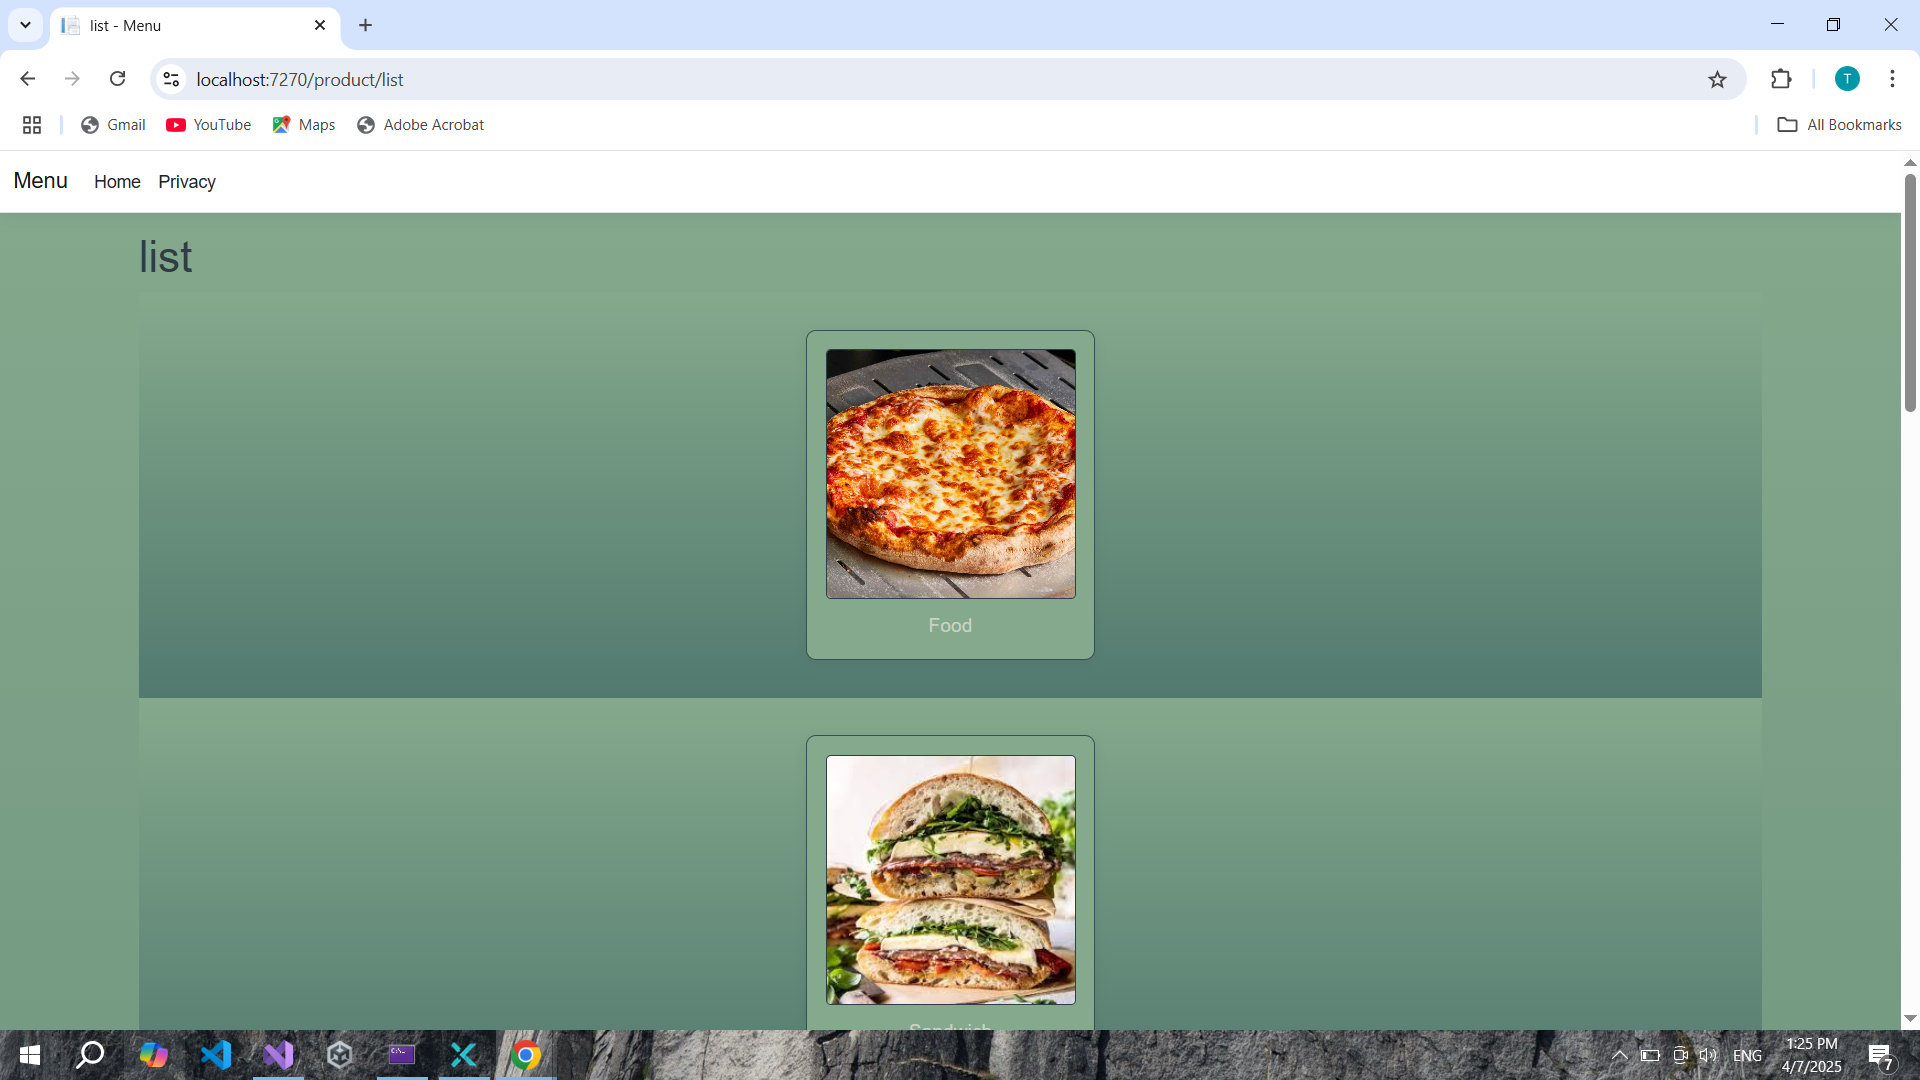 list - Menu
localhost:7270/product/list
Gmail
YouTube
Maps
Adobe Acrobat
All Bookmarks
T
Menu
Home
Privacy
list
Food
Sandwich
ENG
1:25 PM
4/7/2025
7